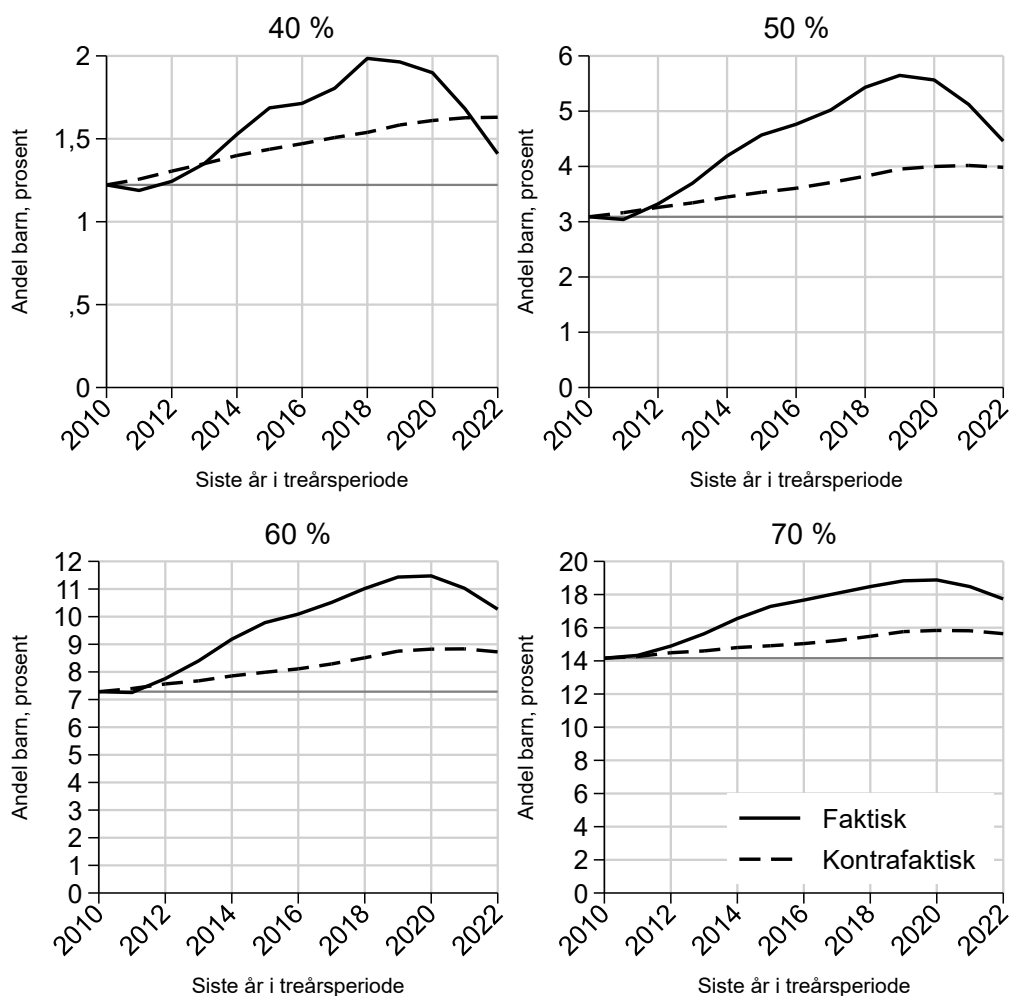 40 %
Andel barn, prosent
2
1,5
1
,5
0
2010 2012 2014 2016 2018 2020 2022
Siste år i treårsperiode
50 %
Andel barn, prosent
6
5
4
3
2
1
0
2010 2012 2014 2016 2018 2020 2022
Siste år i treårsperiode
60 %
Andel barn, prosent
12
11
10
9
8
7
6
5
4
3
2
1
0
2010 2012 2014 2016 2018 2020 2022
Siste år i treårsperiode
70 %
Andel barn, prosent
20
18
16
14
12
10
8
6
4
2
0
Faktisk
Kontrafaktisk
2010 2012 2014 2016 2018 2020 2022
Siste år i treårsperiode